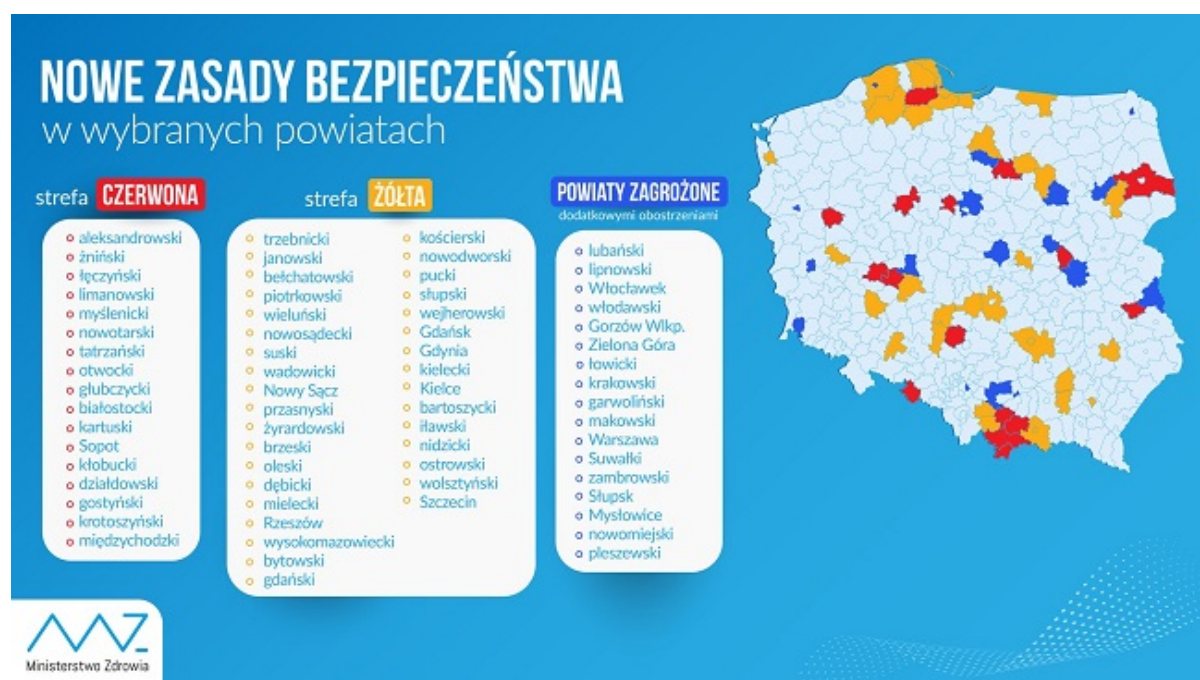 NOWE ZASADY BEZPIECZEŃSTWA
w wybranych powiatach
strefa CZERWONA
aleksandrowski
żniński
łęczyński
limanowski
myślenicki
nowotarski
tatrzański
otwocki
głubczycki
białostocki
kartuski
Sopot
kłobucki
działdowski
gostyński
krotoszyński
międzychodzki
strefa ŻÓŁTA
trzebnicki
janowski
bełchatowski
piotrkowski
wieluński
nowosądecki
suski
wadowicki
Nowy Sącz
przasnyski
żyrardowski
brzeski
oleski
dębicki
mielecki
Rzeszów
wysokomazowiecki
bytowski
gdański
kościerski
nowodworski
pucki
słupski
wejherowski
Gdańsk
Gdynia
kielecki
Kielce
bartoszycki
iławski
nidzicki
ostrowski
wolsztyński
Szczecin
POWIATY ZAGROŻONE
dodatkowymi obostrzeniami
lubański
lipnowski
Włocławek
włodawski
Gorzów Wlkp.
Zielona Góra
łowicki
krakowski
garwoliński
makowski
Warszawa
Suwałki
zambrowski
Słupsk
Mysłowice
nowomiejski
pleszewski
Ministerstwo Zdrowia